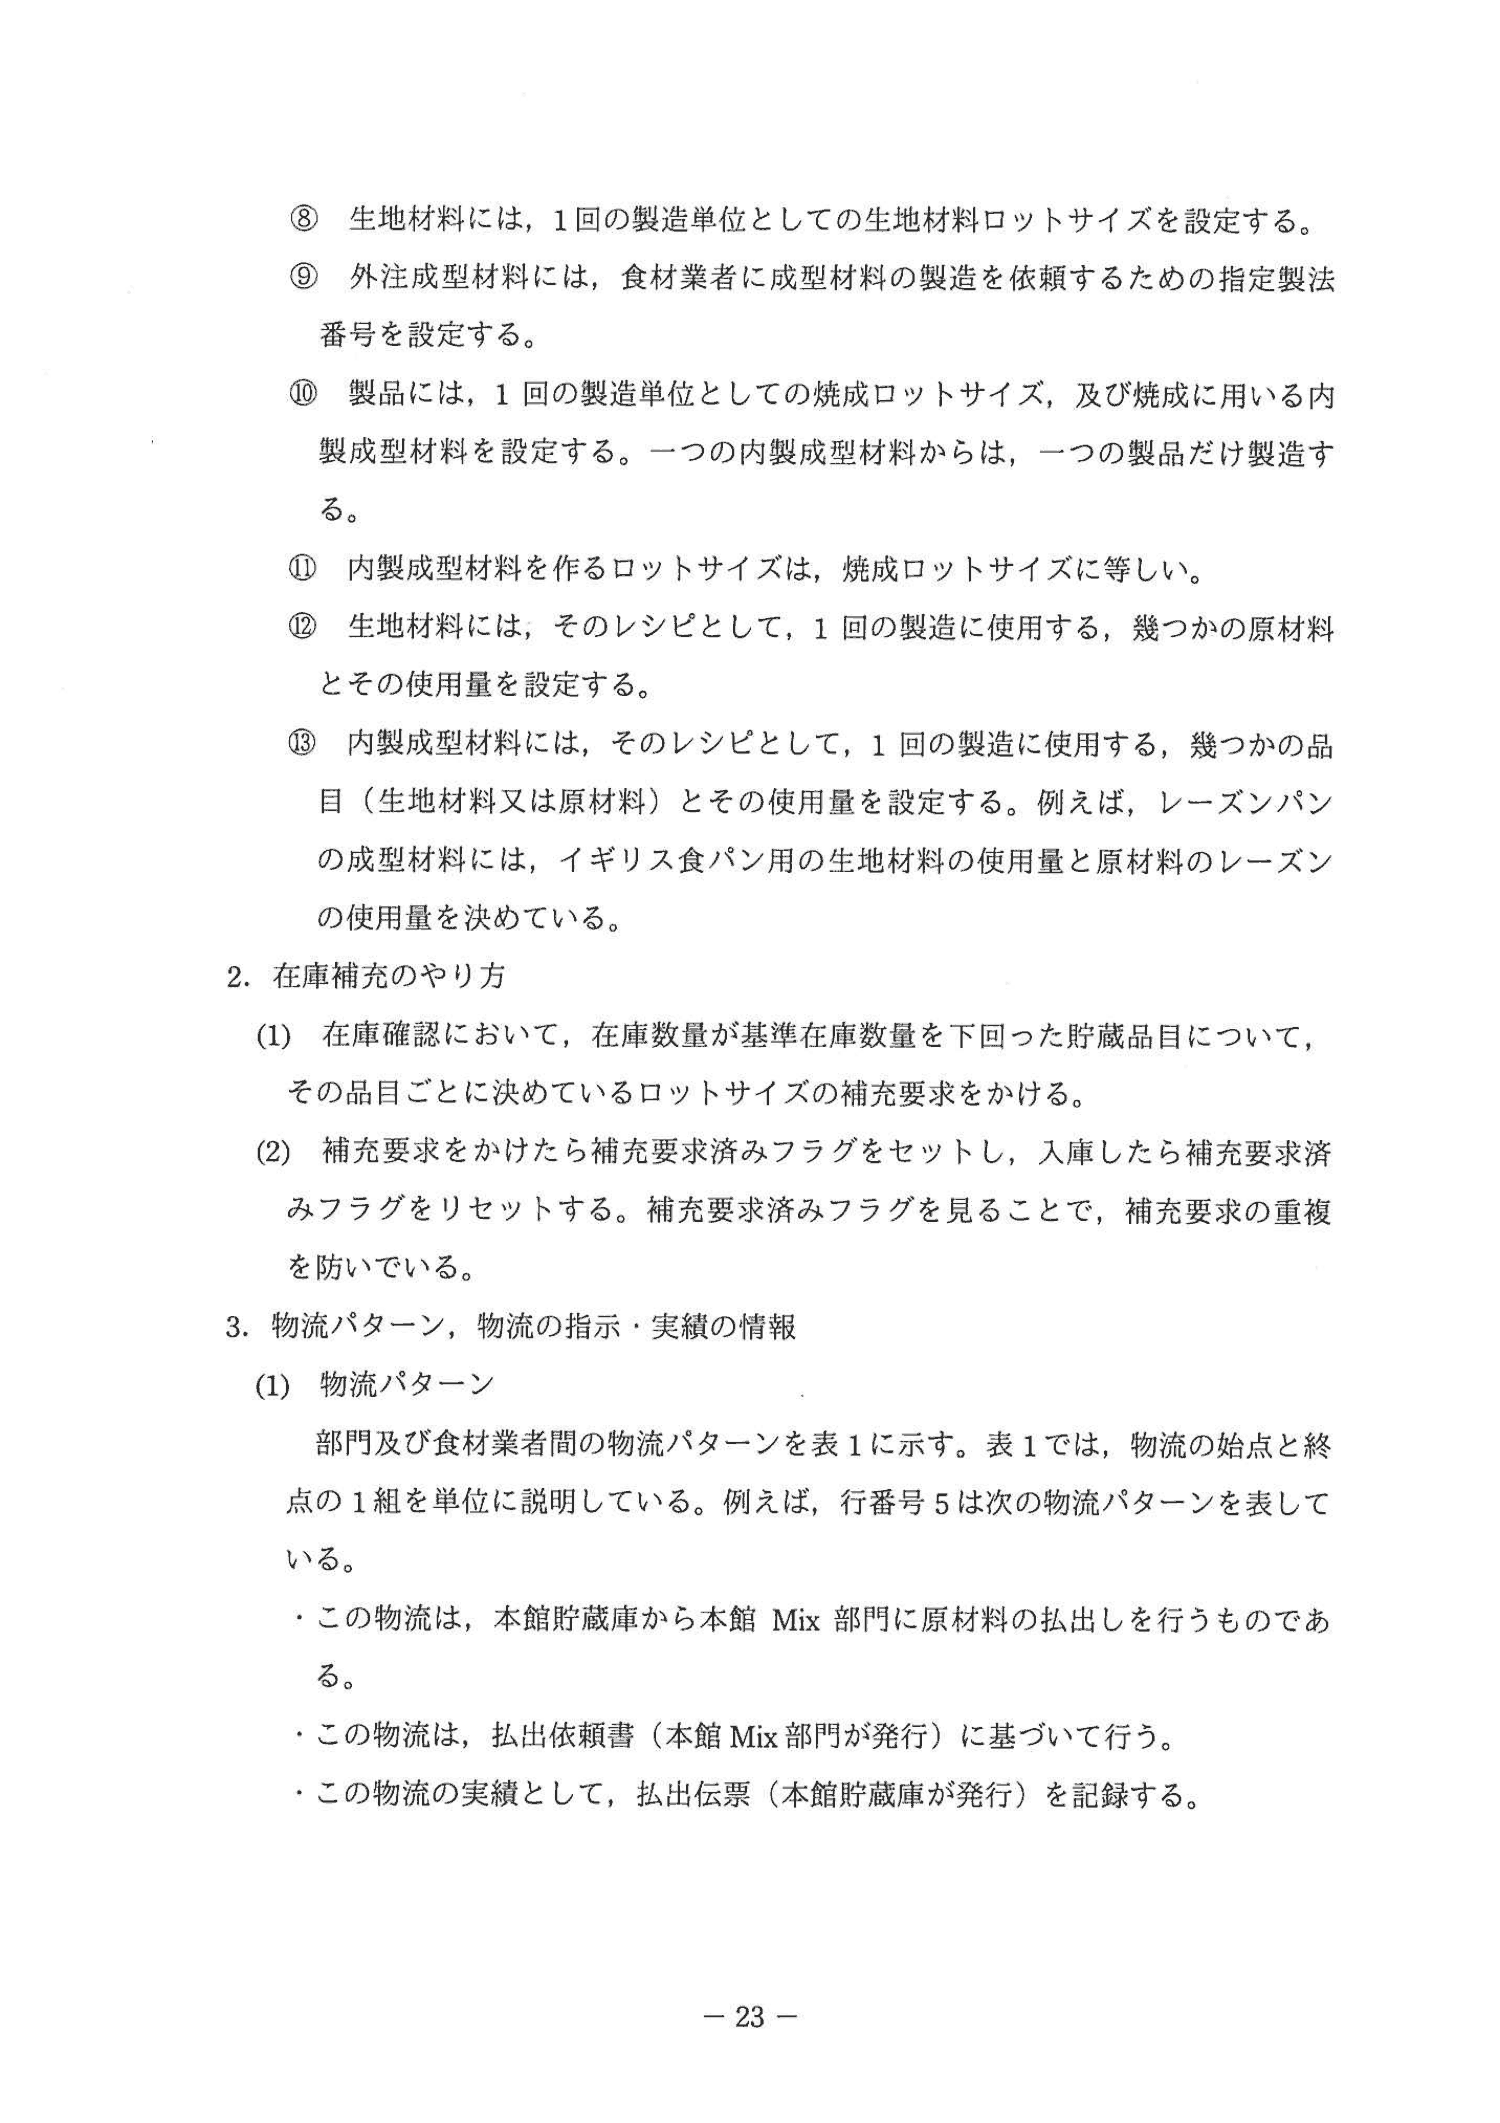 ⑧　生地材料には，1回の製造単位としての生地材料ロットサイズを設定する。
⑨　外注成型材料には，食材業者に成型材料の製造を依頼するための指定製法
番号を設定する。
⑩　製品には，1 回の製造単位としての焼成ロットサイズ，及び焼成に用いる内
製成型材料を設定する。一つの内製成型材料からは，一つの製品だけ製造す
る。
⑪　内製成型材料を作るロットサイズは，焼成ロットサイズに等しい。
⑫　生地材料には，そのレシピとして，1 回の製造に使用する，幾つかの原材料
とその使用量を設定する。
⑬　内製成型材料には，そのレシピとして，1 回の製造に使用する，幾つかの品
目（生地材料又は原材料）とその使用量を設定する。例えば，レーズンパン
の成型材料には，イギリス食パン用の生地材料の使用量と原材料のレーズン
の使用量を決めている。
2．在庫補充のやり方
(1)　在庫確認において，在庫数量が基準在庫数量を下回った貯蔵品目について，
その品目ごとに決めているロットサイズの補充要求をかける。
(2)　補充要求をかけたら補充要求済みフラグをセットし，入庫したら補充要求済
みフラグをリセットする。補充要求済みフラグを見ることで，補充要求の重複
を防いでいる。
3．物流パターン，物流の指示・実績の情報
(1)　物流パターン
部門及び食材業者間の物流パターンを表1に示す。表1では，物流の始点と終
点の1組を単位に説明している。例えば，行番号5は次の物流パターンを表して
いる。
・この物流は，本館貯蔵庫から本館 Mix 部門に原材料の払出しを行うものであ
る。
・この物流は，払出依頼書（本館Mix部門が発行）に基づいて行う。
・この物流の実績として，払出伝票（本館貯蔵庫が発行）を記録する。
－ 23 －